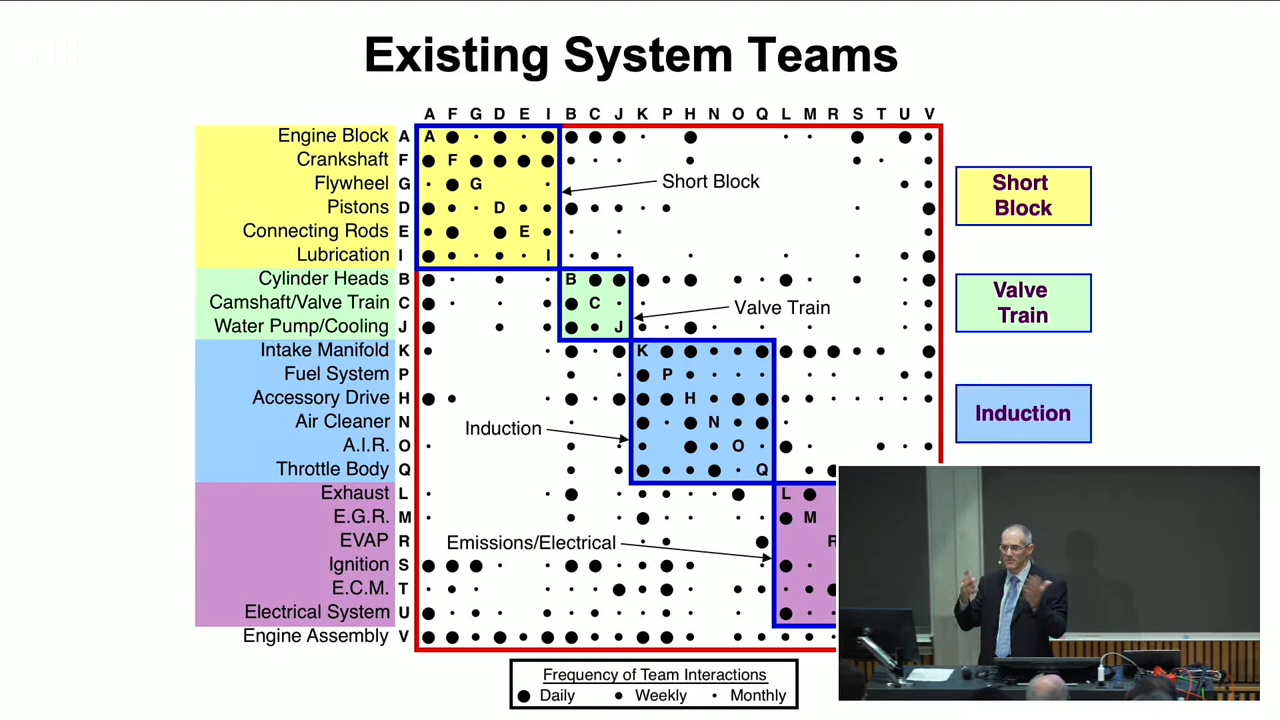 Existing System Teams
A F G D E I B C J K P H N O Q L M R S T U V
Engine Block A A
Crankshaft F F
Flywheel G G
Short Block
Pistons D D
Connecting Rods E E
Lubrication I I
Cylinder Heads B B
Camshaft/Valve Train C C
Valve Train
Water Pump/Cooling J J
Intake Manifold K K
Fuel System P P
Accessory Drive H H
Air Cleaner N N
Induction
A.I.R. O O
Throttle Body Q Q
Exhaust L L
E.G.R. M M
EVAP R R
Emissions/Electrical
Ignition S
E.C.M. T
Electrical System U
Engine Assembly V
Short
Block
Valve
Train
Induction
Frequency of Team Interactions
Daily Weekly Monthly